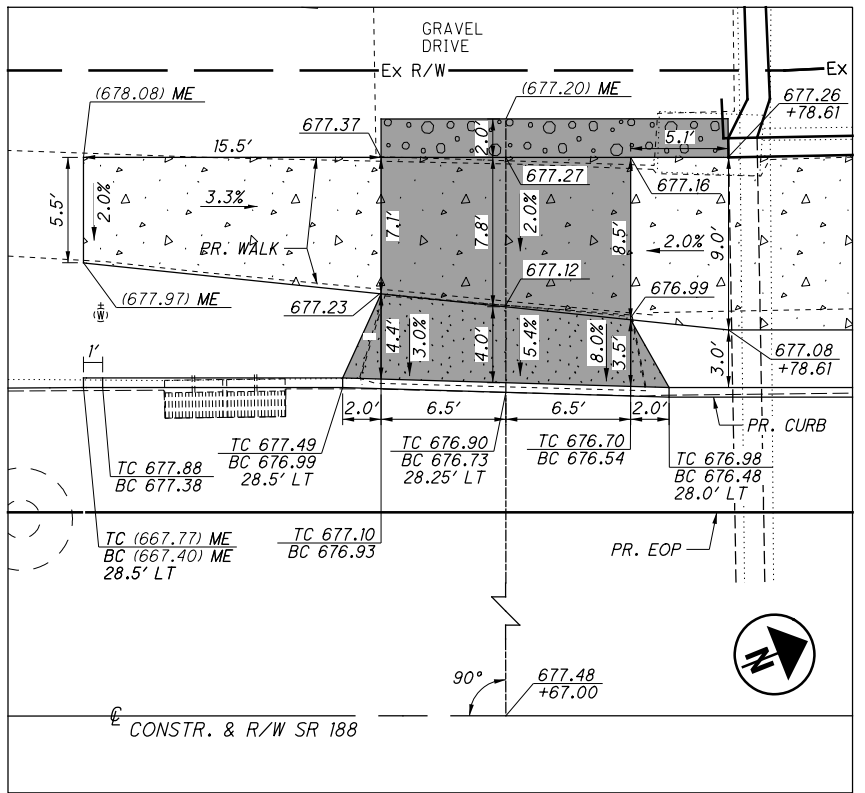 GRAVEL
DRIVE
Ex R/W
Ex
(678.08) ME
(677.20) ME
677.26
+78.61
677.37
15.5'
2.0'
5.1'
677.27
677.16
5.5'
2.0%
3.3%
7.1'
7.8'
2.0%
8.5'
2.0%
9.0'
PR. WALK
677.12
(677.97) ME
677.23
676.99
W
4.4'
3.0%
4.0'
5.4%
8.0%
3.5'
3.0'
677.08
+78.61
1'
2.0'
6.5'
6.5'
2.0'
PR. CURB
TC 677.88
BC 677.38
TC 677.49
BC 676.99
28.5' LT
TC 676.90
BC 676.73
28.25' LT
TC 676.70
BC 676.54
TC 676.98
BC 676.48
28.0' LT
TC (667.77) ME
BC (667.40) ME
28.5' LT
TC 677.10
BC 676.93
PR. EOP
N
90°
677.48
+67.00
℄ CONSTR. & R/W SR 188